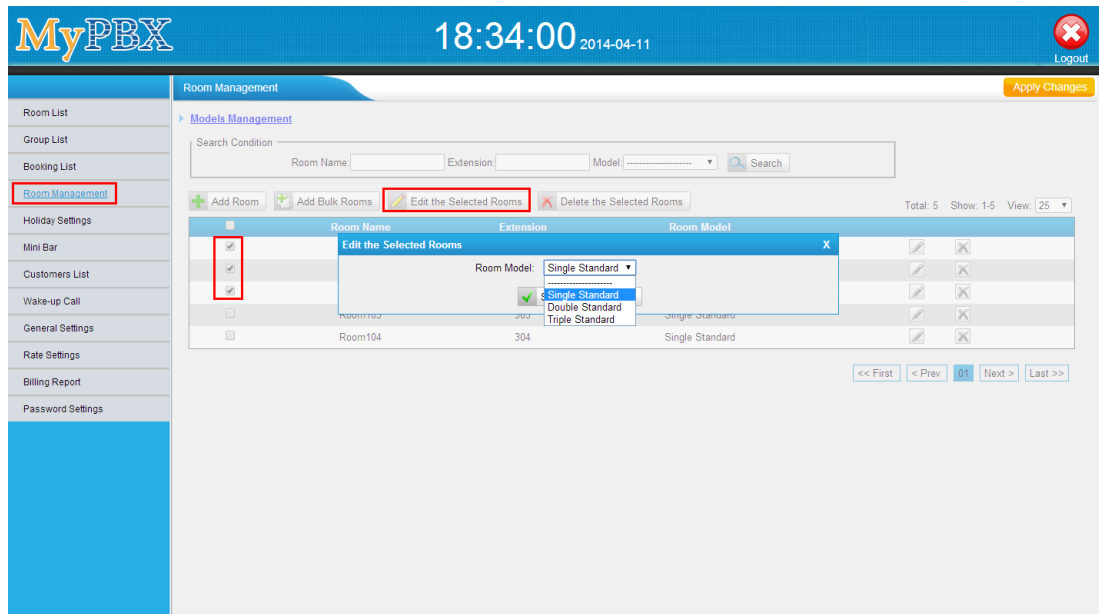 MyPBX
18:34:00 2014-04-11
Logout
Room Management
Apply Changes
Room List
Group List
Booking List
Room Management
Holiday Settings
Mini Bar
Customers List
Wake-up Call
General Settings
Rate Settings
Billing Report
Password Settings
Models Management
Search Condition
Room Name: Extension: Model: -------------------- Search
Add Room Add Bulk Rooms Edit the Selected Rooms Delete the Selected Rooms
Total: 5 Show: 1-5 View: 25
Room Name Extension Room Model
Edit the Selected Rooms X
Room Model: Single Standard
--------------------
Single Standard
Double Standard
Triple Standard
Single Standard
Room104 304 Single Standard
<< First < Prev 01 Next > Last >>